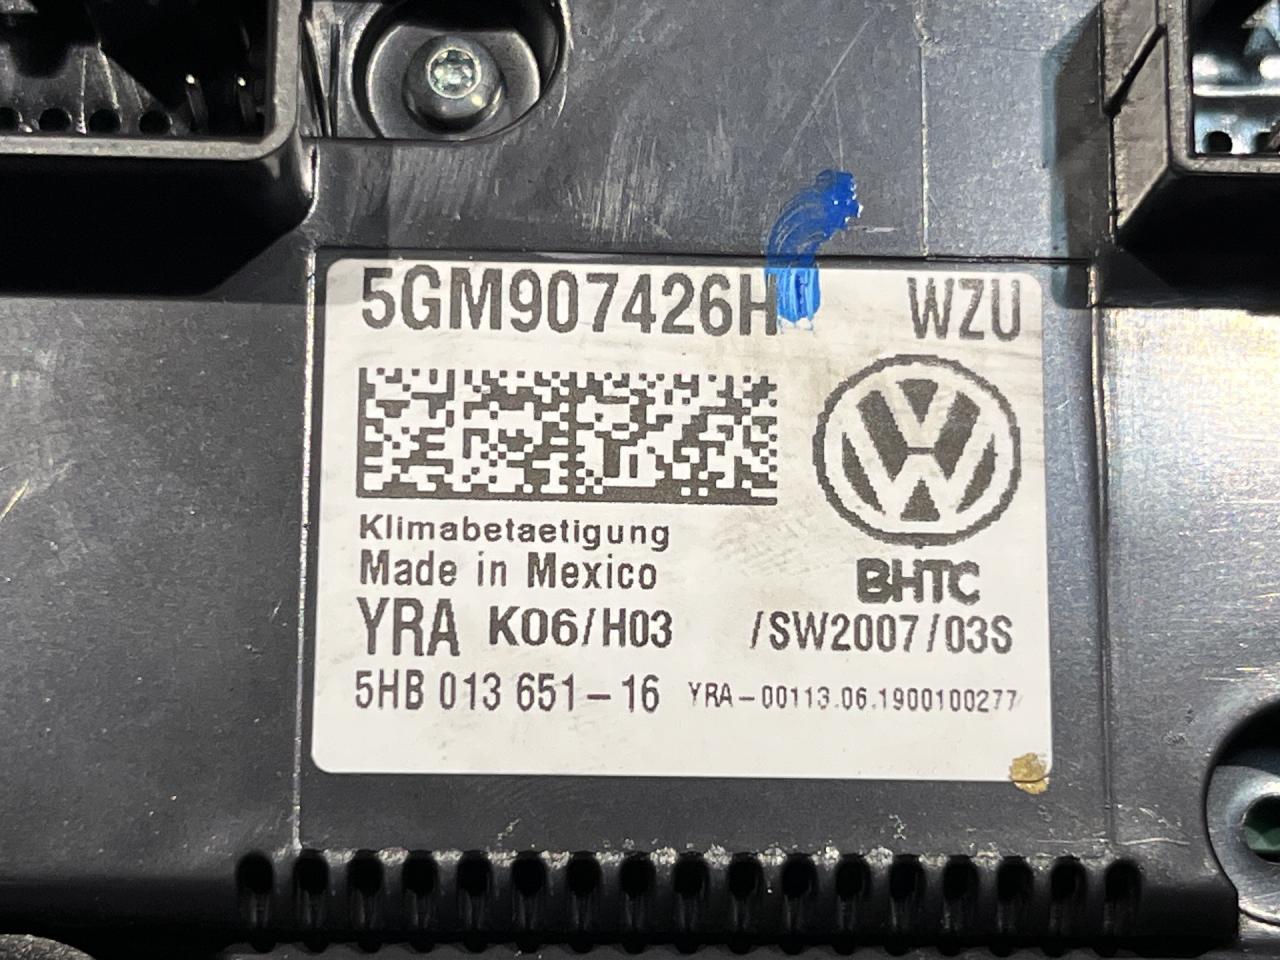 5GM907426H WZU
Klimabetaetigung
Made in Mexico
BHTC
YRA K06/H03 /SW2007/03S
5HB 013 651-16 YRA-00113.06.1900100277